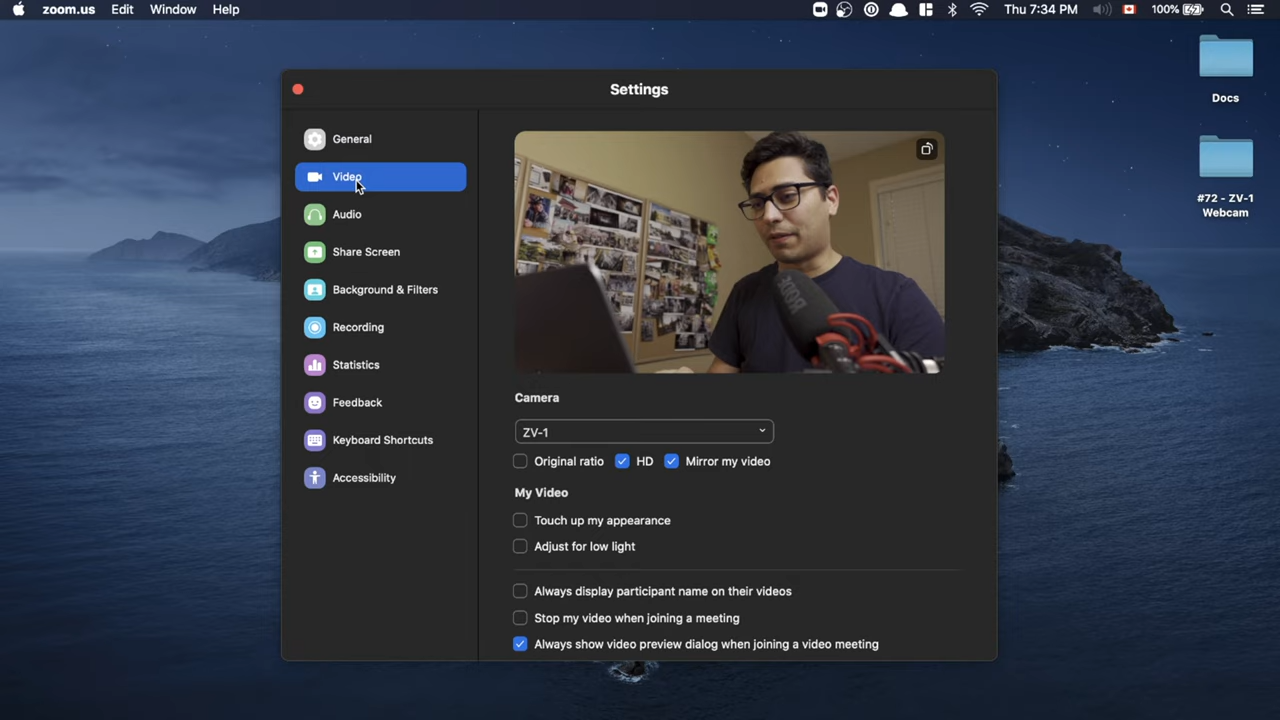 zoom.us Edit Window Help Thu 7:34 PM 100%
Docs
#72 - ZV-1
Webcam
Settings
General
Video
Audio
Share Screen
Background & Filters
Recording
Statistics
Feedback
Keyboard Shortcuts
Accessibility
RODE
Camera
ZV-1
Original ratio HD Mirror my video
My Video
Touch up my appearance
Adjust for low light
Always display participant name on their videos
Stop my video when joining a meeting
Always show video preview dialog when joining a video meeting